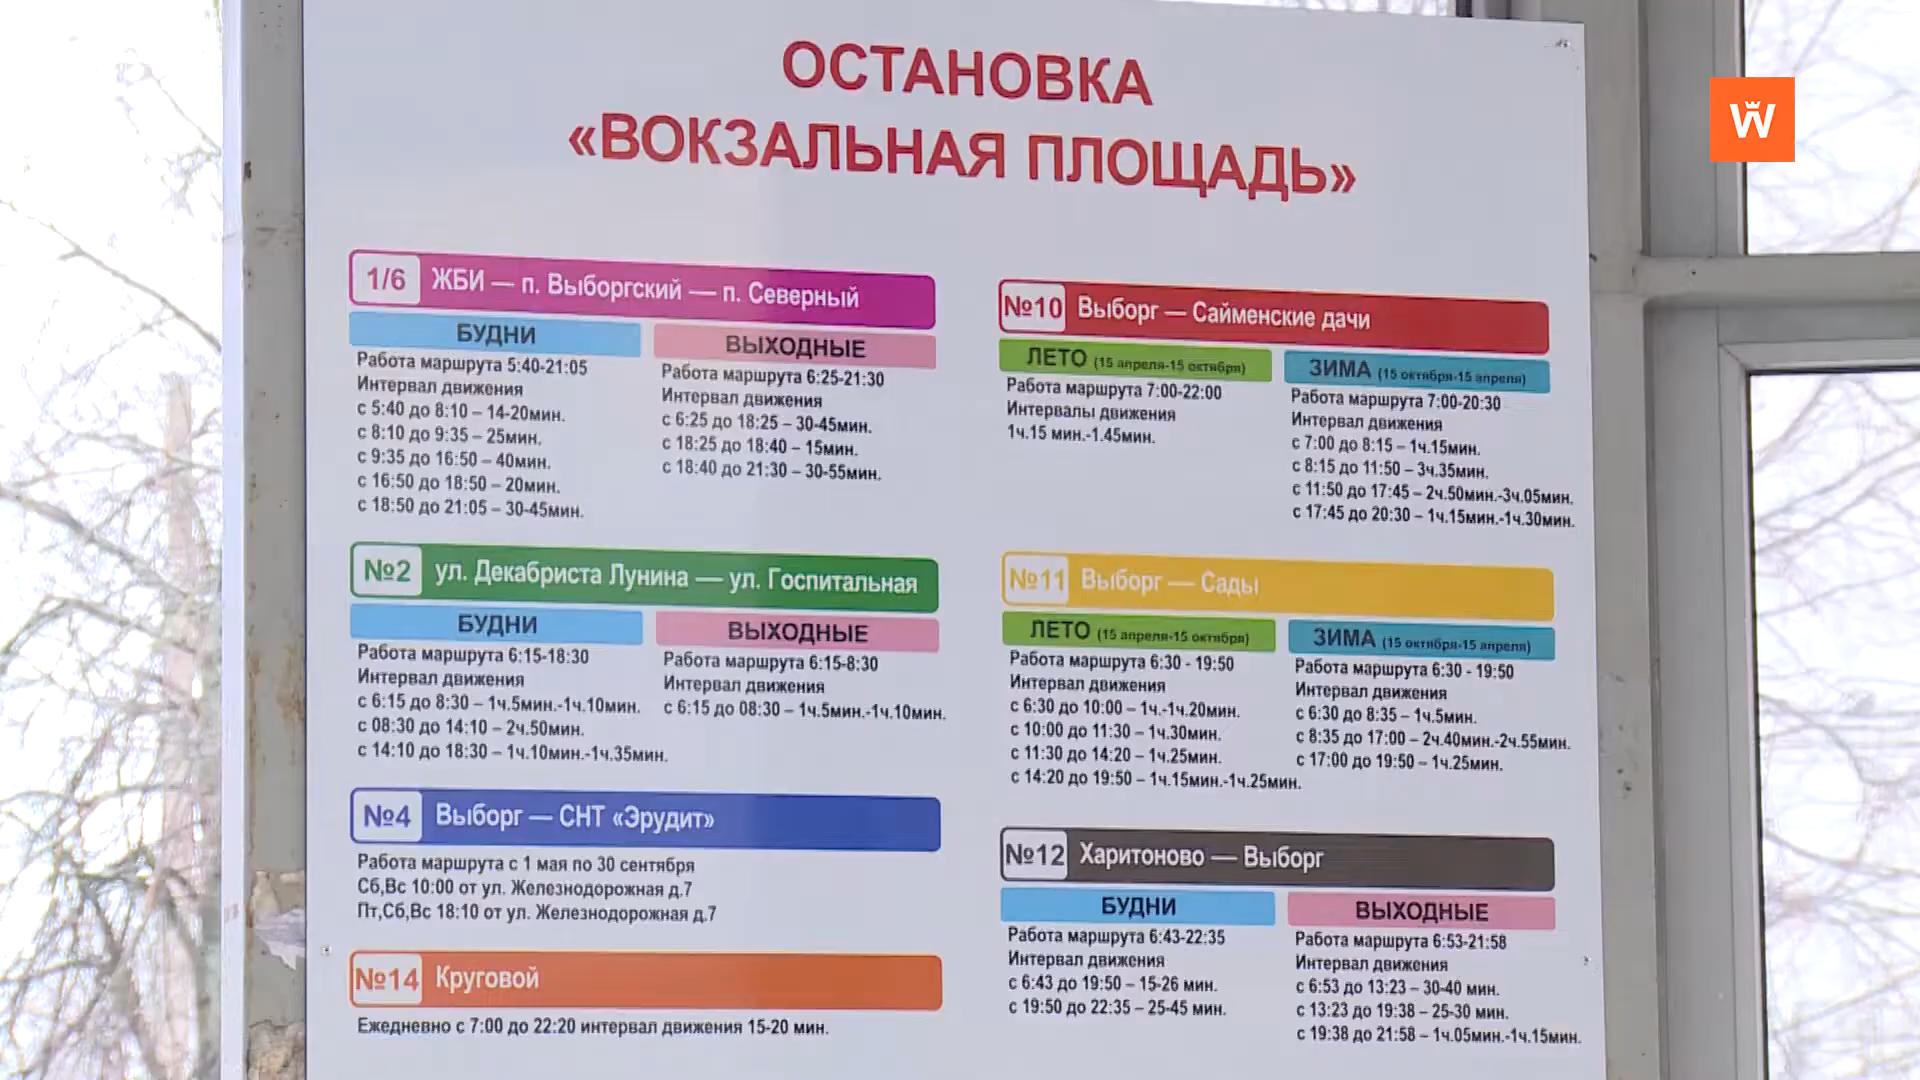 ОСТАНОВКА
«ВОКЗАЛЬНАЯ ПЛОЩАДЬ»
W
1/6 ЖБИ — п. Выборгский — п. Северный
БУДНИ
Работа маршрута 5:40-21:05
Интервал движения
с 5:40 до 8:10 – 14-20мин.
с 8:10 до 9:35 – 25мин.
с 9:35 до 16:50 – 40мин.
с 16:50 до 18:50 – 20мин.
с 18:50 до 21:05 – 30-45мин.
ВЫХОДНЫЕ
Работа маршрута 6:25-21:30
Интервал движения
с 6:25 до 18:25 – 30-45мин.
с 18:25 до 18:40 – 15мин.
с 18:40 до 21:30 – 30-55мин.
№2 ул. Декабриста Лунина — ул. Госпитальная
БУДНИ
Работа маршрута 6:15-18:30
Интервал движения
с 6:15 до 8:30 – 1ч.5мин.-1ч.10мин.
с 08:30 до 14:10 – 2ч.50мин.
с 14:10 до 18:30 – 1ч.10мин.-1ч.35мин.
ВЫХОДНЫЕ
Работа маршрута 6:15-8:30
Интервал движения
с 6:15 до 08:30 – 1ч.5мин.-1ч.10мин.
№4 Выборг — СНТ «Эрудит»
Работа маршрута с 1 мая по 30 сентября
Сб,Вс 10:00 от ул. Железнодорожная д.7
Пт,Сб,Вс 18:10 от ул. Железнодорожная д.7
№14 Круговой
Ежедневно с 7:00 до 22:20 интервал движения 15-20 мин.
№10 Выборг — Сайменские дачи
ЛЕТО (15 апреля-15 октября)
Работа маршрута 7:00-22:00
Интервалы движения
1ч.15 мин.-1.45мин.
ЗИМА (15 октября-15 апреля)
Работа маршрута 7:00-20:30
Интервал движения
с 7:00 до 8:15 – 1ч.15мин.
с 8:15 до 11:50 – 3ч.35мин.
с 11:50 до 17:45 – 2ч.50мин.-3ч.05мин.
с 17:45 до 20:30 – 1ч.15мин.-1ч.30мин.
№11 Выборг — Сады
ЛЕТО (15 апреля-15 октября)
Работа маршрута 6:30 - 19:50
Интервал движения
с 6:30 до 10:00 – 1ч.-1ч.20мин.
с 10:00 до 11:30 – 1ч.30мин.
с 11:30 до 14:20 – 1ч.25мин.
с 14:20 до 19:50 – 1ч.15мин.-1ч.25мин.
ЗИМА (15 октября-15 апреля)
Работа маршрута 6:30 - 19:50
Интервал движения
с 6:30 до 8:35 – 1ч.5мин.
с 8:35 до 17:00 – 2ч.40мин.-2ч.55мин.
с 17:00 до 19:50 – 1ч.25мин.
№12 Харитоново — Выборг
БУДНИ
Работа маршрута 6:43-22:35
Интервал движения
с 6:43 до 19:50 – 15-26 мин.
с 19:50 до 22:35 – 25-45 мин.
ВЫХОДНЫЕ
Работа маршрута 6:53-21:58
Интервал движения
с 6:53 до 13:23 – 30-40 мин.
с 13:23 до 19:38 – 25-30 мин.
с 19:38 до 21:58 – 1ч.05мин.-1ч.15мин.